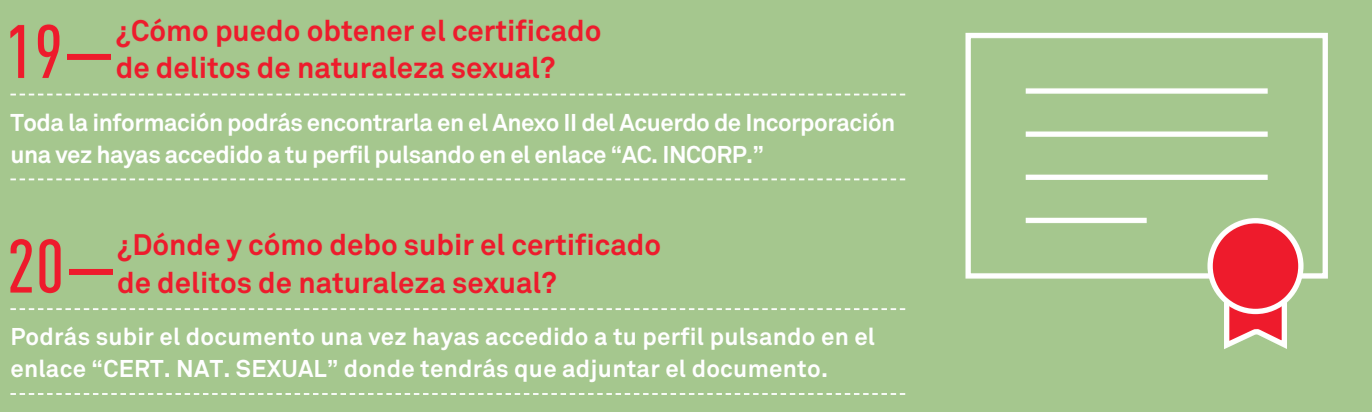 19— ¿Cómo puedo obtener el certificado
de delitos de naturaleza sexual?
Toda la información podrás encontrarla en el Anexo II del Acuerdo de Incorporación
una vez hayas accedido a tu perfil pulsando en el enlace “AC. INCORP.”
20— ¿Dónde y cómo debo subir el certificado
de delitos de naturaleza sexual?
Podrás subir el documento una vez hayas accedido a tu perfil pulsando en el
enlace “CERT. NAT. SEXUAL” donde tendrás que adjuntar el documento.